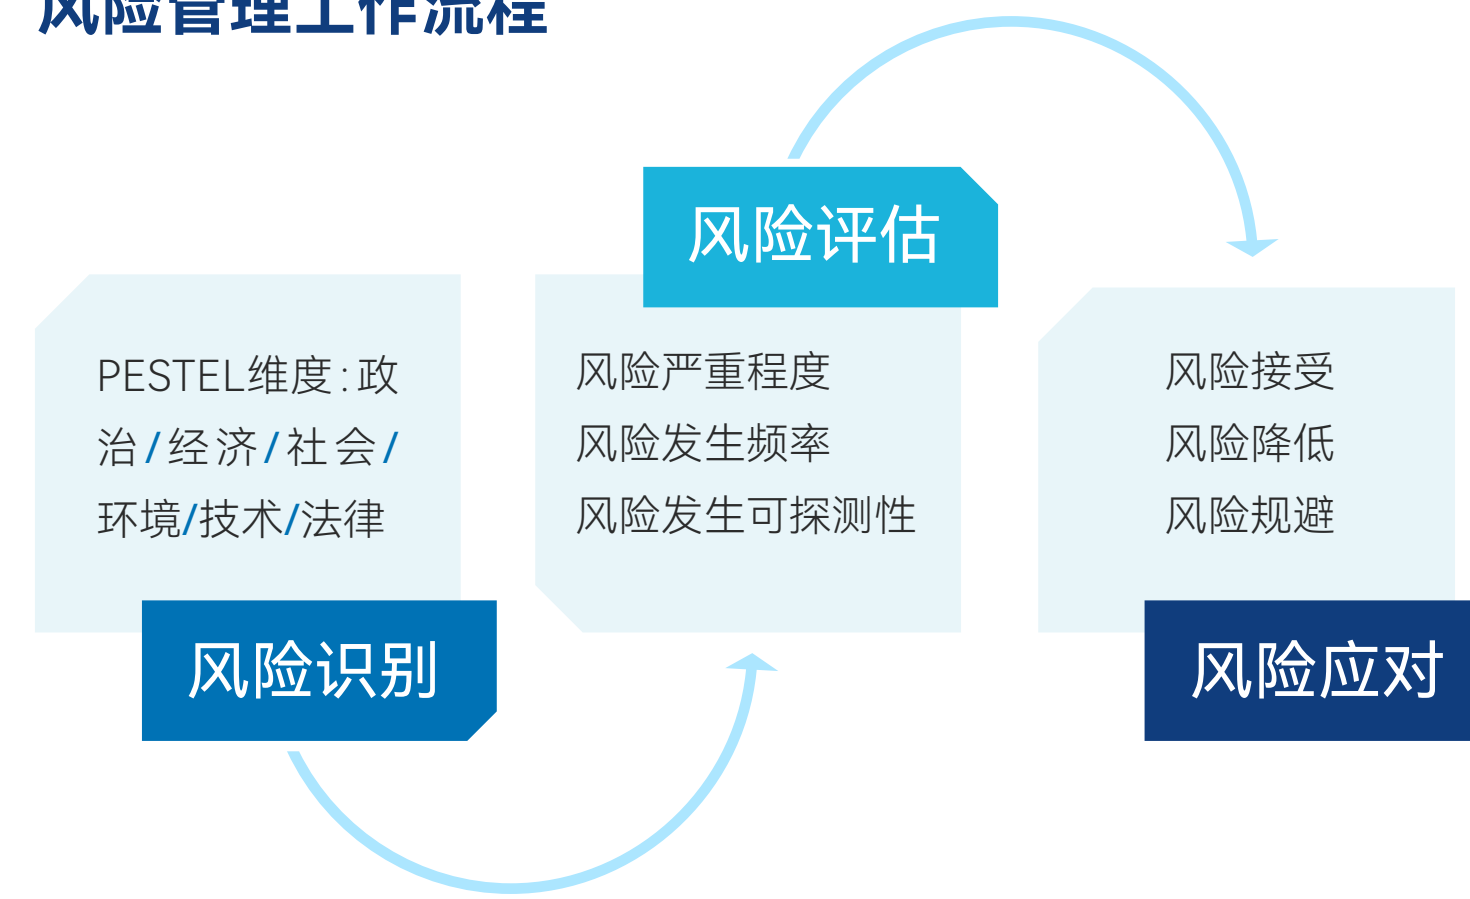 风险管理工作流程
PESTEL维度:政
治/经济/社会/
环境/技术/法律
风险识别
风险评估
风险严重程度
风险发生频率
风险发生可探测性
风险接受
风险降低
风险规避
风险应对